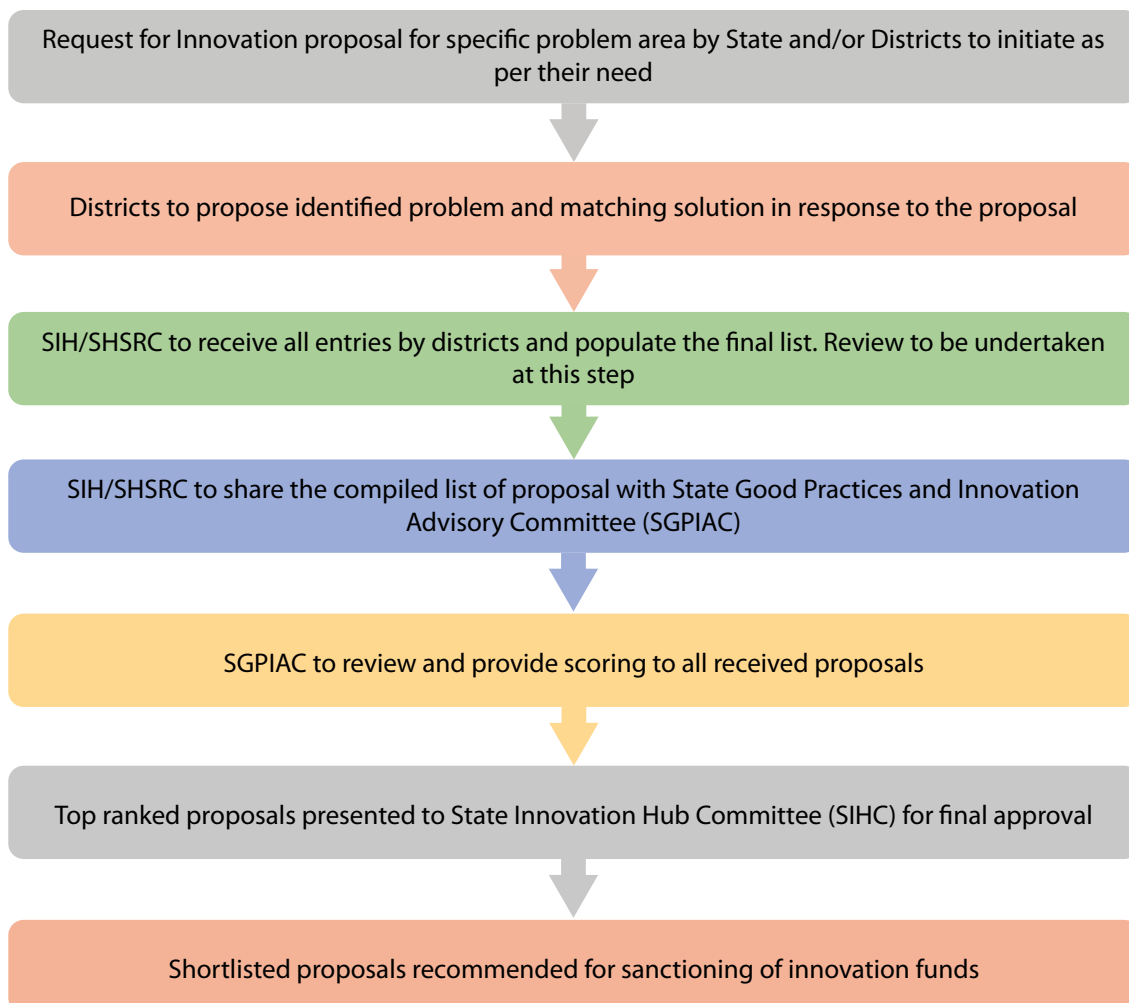 Request for Innovation proposal for specific problem area by State and/or Districts to initiate as
per their need
Districts to propose identified problem and matching solution in response to the proposal
SIH/SHSRC to receive all entries by districts and populate the final list. Review to be undertaken
at this step
SIH/SHSRC to share the compiled list of proposal with State Good Practices and Innovation
Advisory Committee (SGPIAC)
SGPIAC to review and provide scoring to all received proposals
Top ranked proposals presented to State Innovation Hub Committee (SIHC) for final approval
Shortlisted proposals recommended for sanctioning of innovation funds